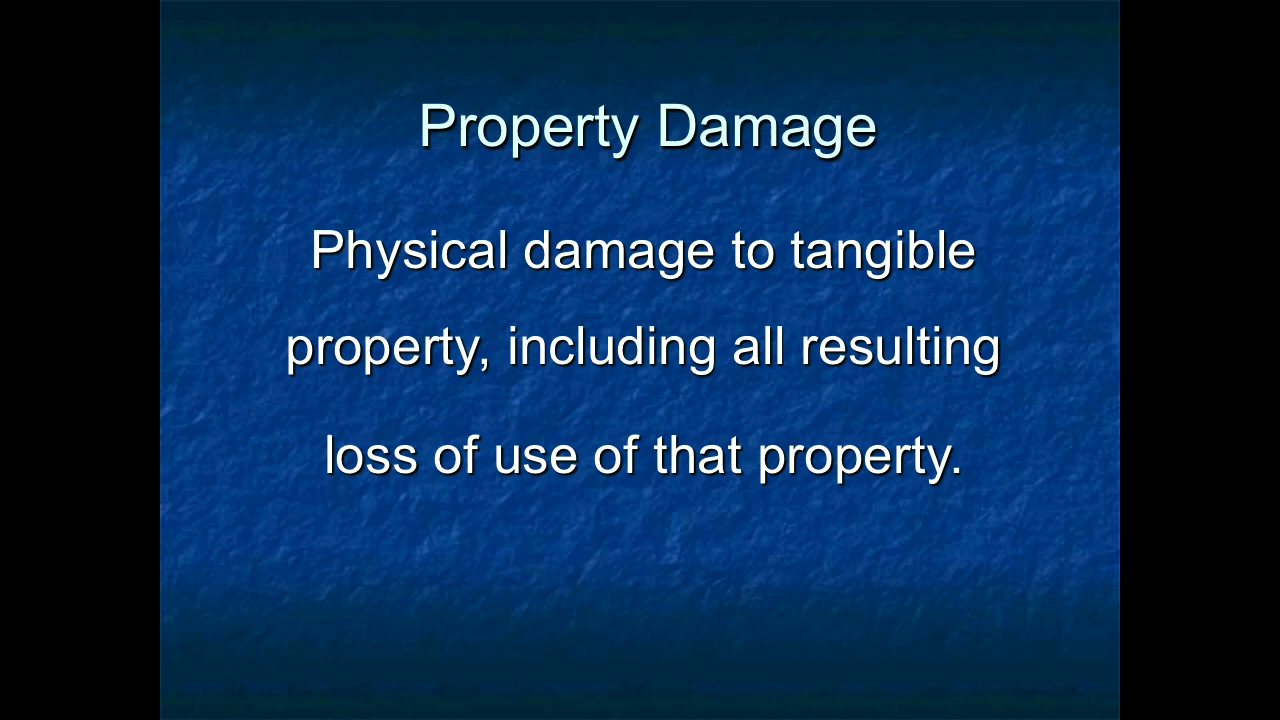 Property Damage
Physical damage to tangible
property, including all resulting
loss of use of that property.